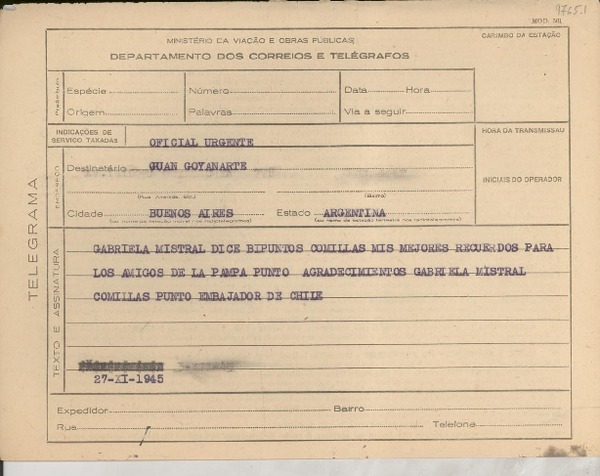 9765.1
MOD. 50
MINISTÉRIO DA VIAÇÃO E OBRAS PÚBLICAS
DEPARTAMENTO DOS CORREIOS E TELÉGRAFOS
CARIMBO DA ESTAÇÃO
Preâmbulo
Espécie
Número
Data
Hora
Origem
Palavras
Via a seguir
INDICAÇÕES DE SERVIÇO TAXADAS
OFICIAL URGENTE
HORA DA TRANSMISSÃO
ENDEREÇO
Destinatário
GUAN GOYANARTE
INICIAIS DO OPERADOR
(Bairro)
Cidade
BUENOS AIRES
Estado
ARGENTINA
TELEGRAMA
TEXTO E ASSINATURA
GABRIELA MISTRAL DICE BIPUNTOS COMILLAS MIS MEJORES RECUERDOS PARA
LOS AMIGOS DE LA PAMPA PUNTO AGRADECIMIENTOS GABRIELA MISTRAL
COMILLAS PUNTO EMBAJADOR DE CHILE
27-XI-1945
Expedidor
Bairro
Rua
Telefone